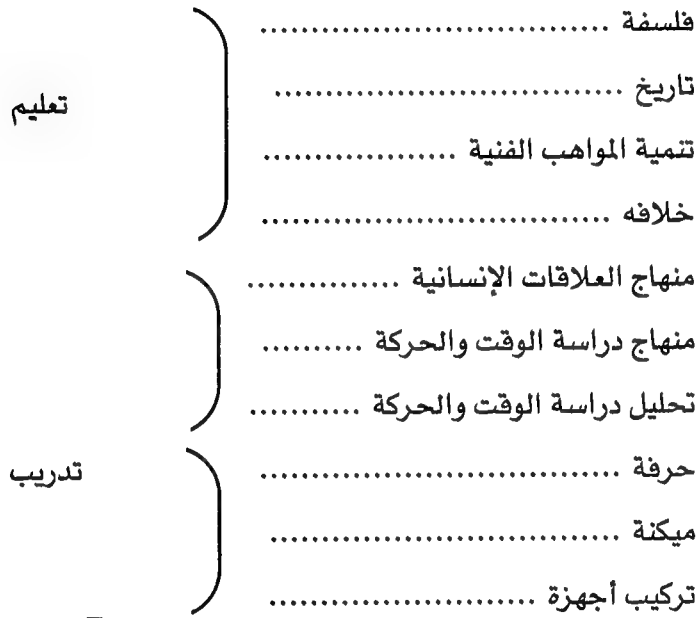 فلسفة ................................
تاريخ ................................
تنمية المواهب الفنية ..................
تعليم
خلافه ................................
منهاج العلاقات الإنسانية ...............
منهاج دراسة الوقت والحركة ..........
تحليل دراسة الوقت والحركة ...........
حرفة ................................
تدريب
ميكنة ................................
تركيب أجهزة .........................